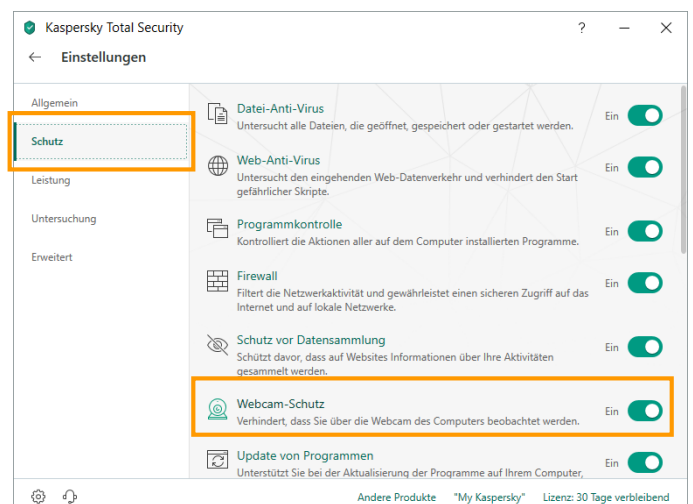 Kaspersky Total Security
?
Einstellungen
Allgemein
Schutz
Leistung
Untersuchung
Erweitert
Datei-Anti-Virus
Untersucht alle Dateien, die geöffnet, gespeichert oder gestartet werden.
Ein
Web-Anti-Virus
Untersucht den eingehenden Web-Datenverkehr und verhindert den Start
gefährlicher Skripte.
Ein
Programmkontrolle
Kontrolliert die Aktionen aller auf dem Computer installierten Programme.
Ein
Firewall
Filtert die Netzwerkaktivität und gewährleistet einen sicheren Zugriff auf das
Internet und auf lokale Netzwerke.
Ein
Schutz vor Datensammlung
Schützt davor, dass auf Websites Informationen über Ihre Aktivitäten
gesammelt werden.
Ein
Webcam-Schutz
Verhindert, dass Sie über die Webcam des Computers beobachtet werden.
Ein
Update von Programmen
Unterstützt Sie bei der Aktualisierung der Programme auf Ihrem Computer,
Ein
Andere Produkte "My Kaspersky" Lizenz: 30 Tage verbleibend